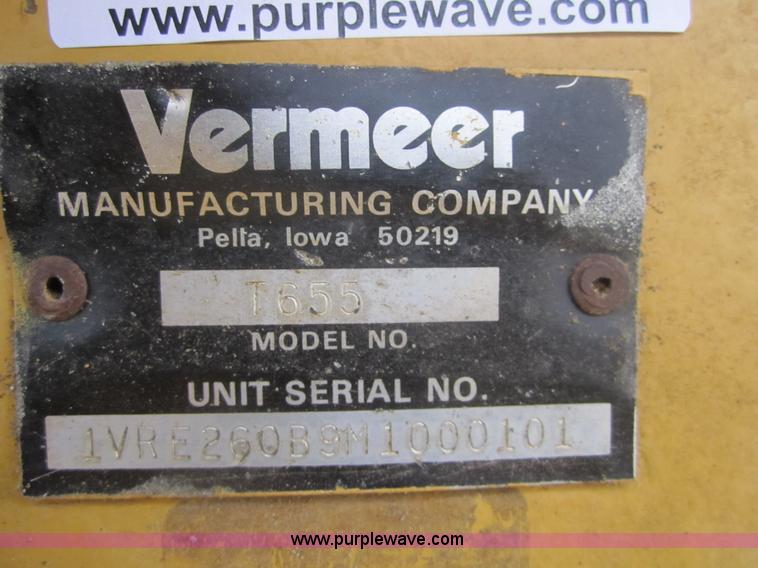 www.purplewave.com
Vermeer
MANUFACTURING COMPANY
Pella, Iowa 50219
T655
MODEL NO.
UNIT SERIAL NO.
1VRE260B9M1000101
www.purplewave.com